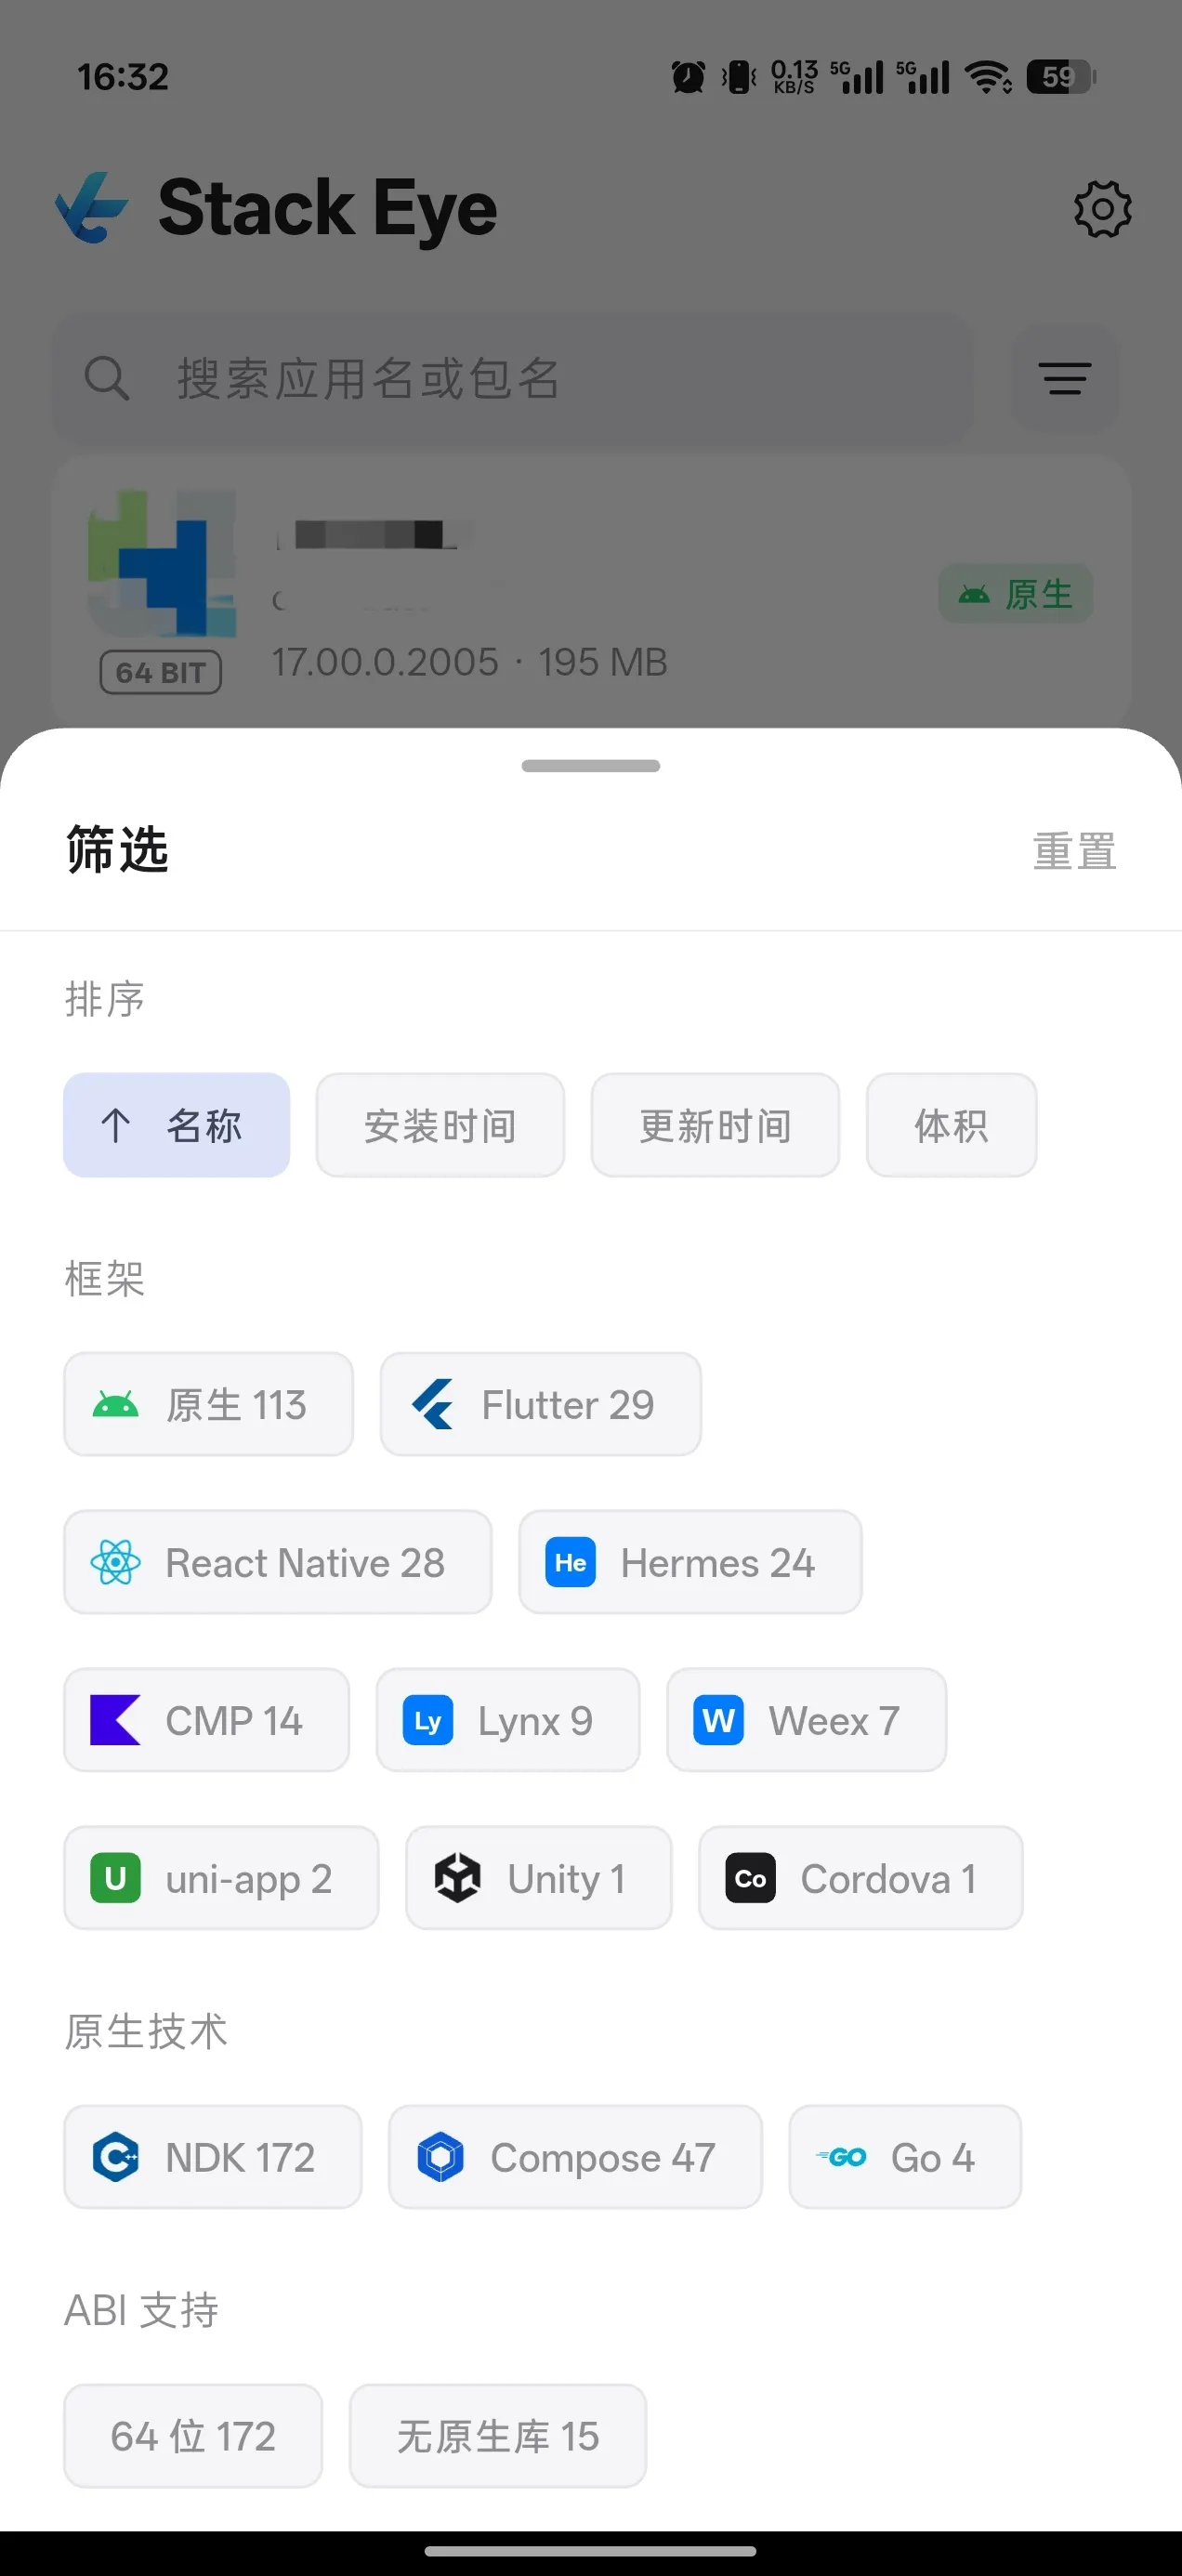 16:32
0.13 KB/S 5G 5G 59
Stack Eye
搜索应用名或包名
原生
64 BIT
17.00.0.2005 · 195 MB
筛选
重置
排序
名称 安装时间 更新时间 体积
框架
原生 113 Flutter 29
React Native 28 He Hermes 24
CMP 14 Ly Lynx 9 W Weex 7
U uni-app 2 Unity 1 Co Cordova 1
原生技术
C++ NDK 172 Compose 47 GO Go 4
ABI 支持
64 位 172 无原生库 15